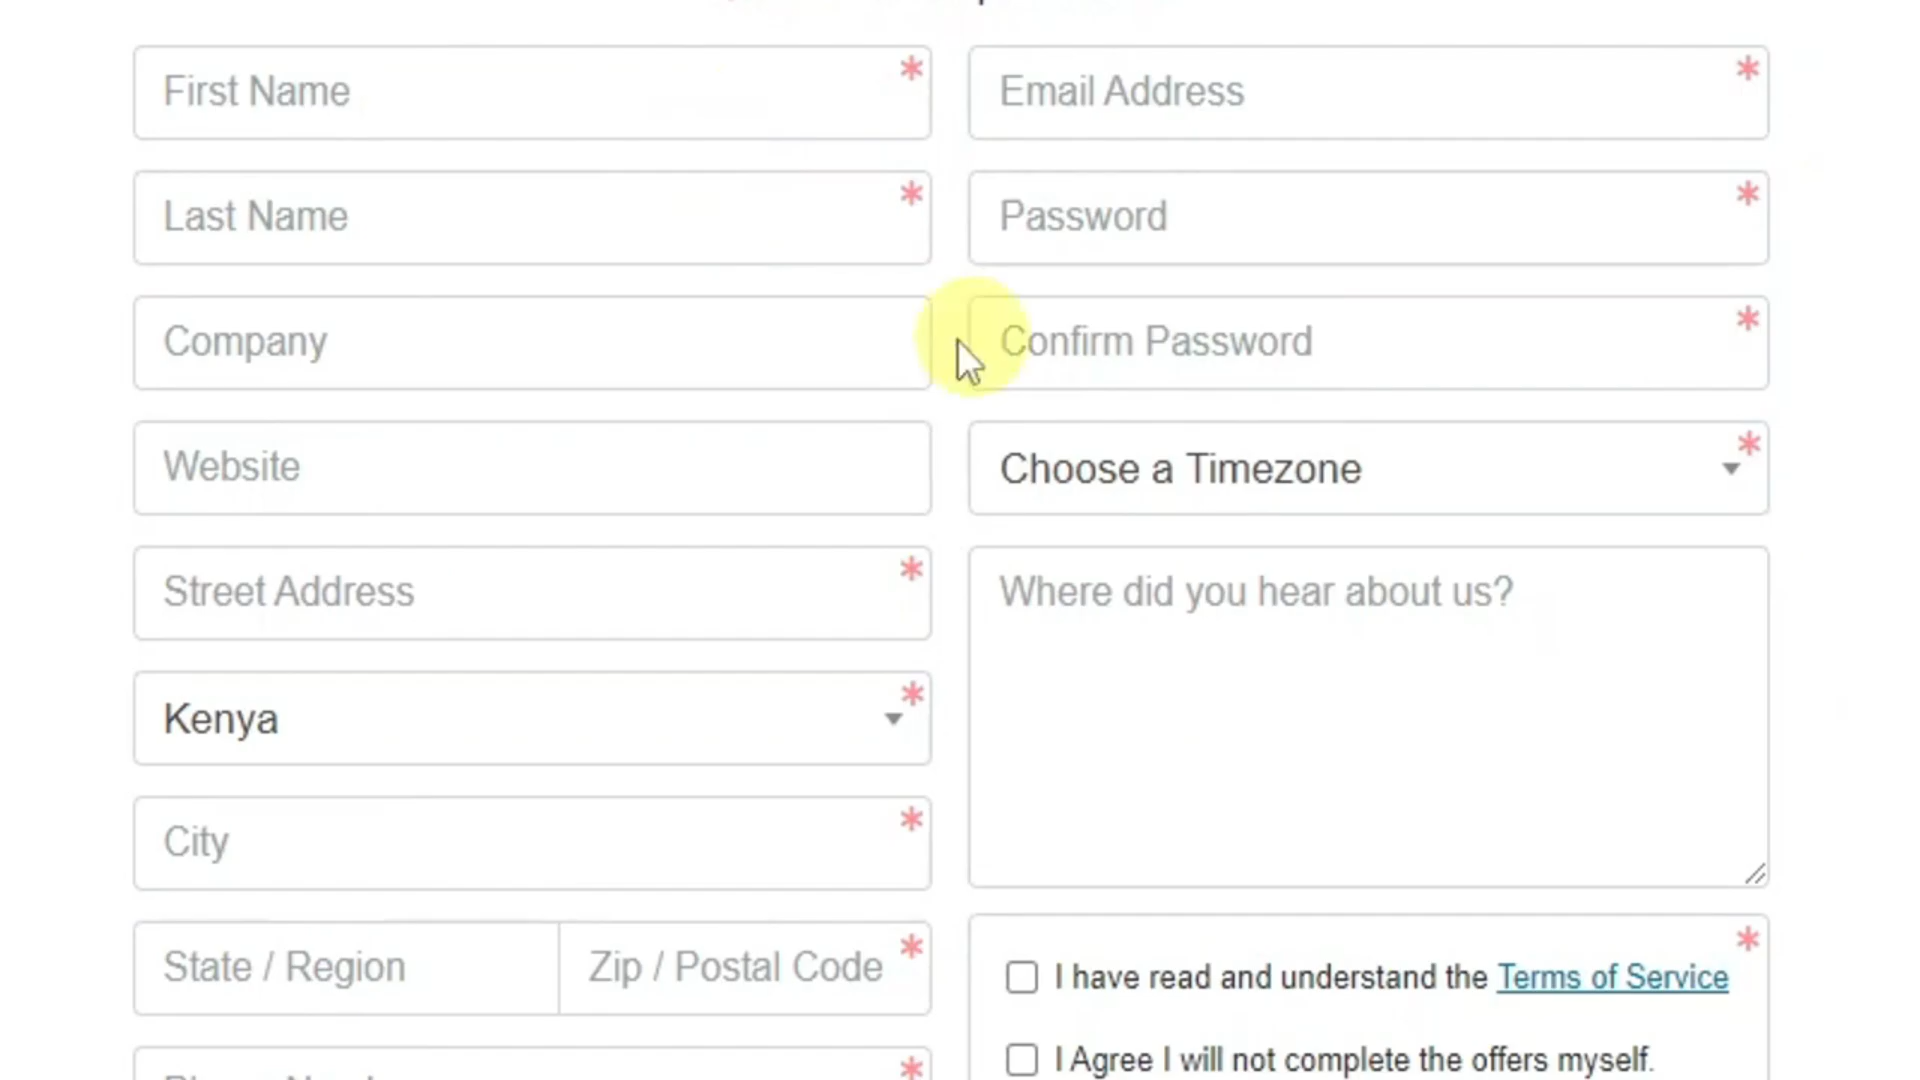 First Name *
Email Address *
Last Name *
Password *
Company
Confirm Password *
Website
Choose a Timezone *
Street Address *
Where did you hear about us?
Kenya *
City *
State / Region
Zip / Postal Code *
*
I have read and understand the Terms of Service
*
I Agree I will not complete the offers myself.